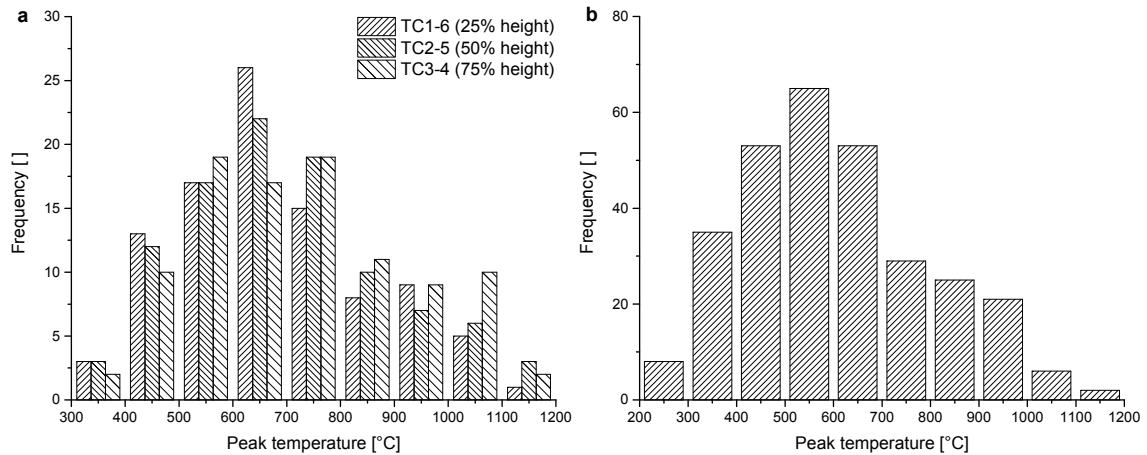 a
30
25
20
15
10
5
0
Frequency [ ]
TC1-6 (25% height)
TC2-5 (50% height)
TC3-4 (75% height)
300 400 500 600 700 800 900 1000 1100 1200
Peak temperature [°C]
b
80
60
40
20
0
Frequency [ ]
200 300 400 500 600 700 800 900 1000 1100 1200
Peak temperature [°C]